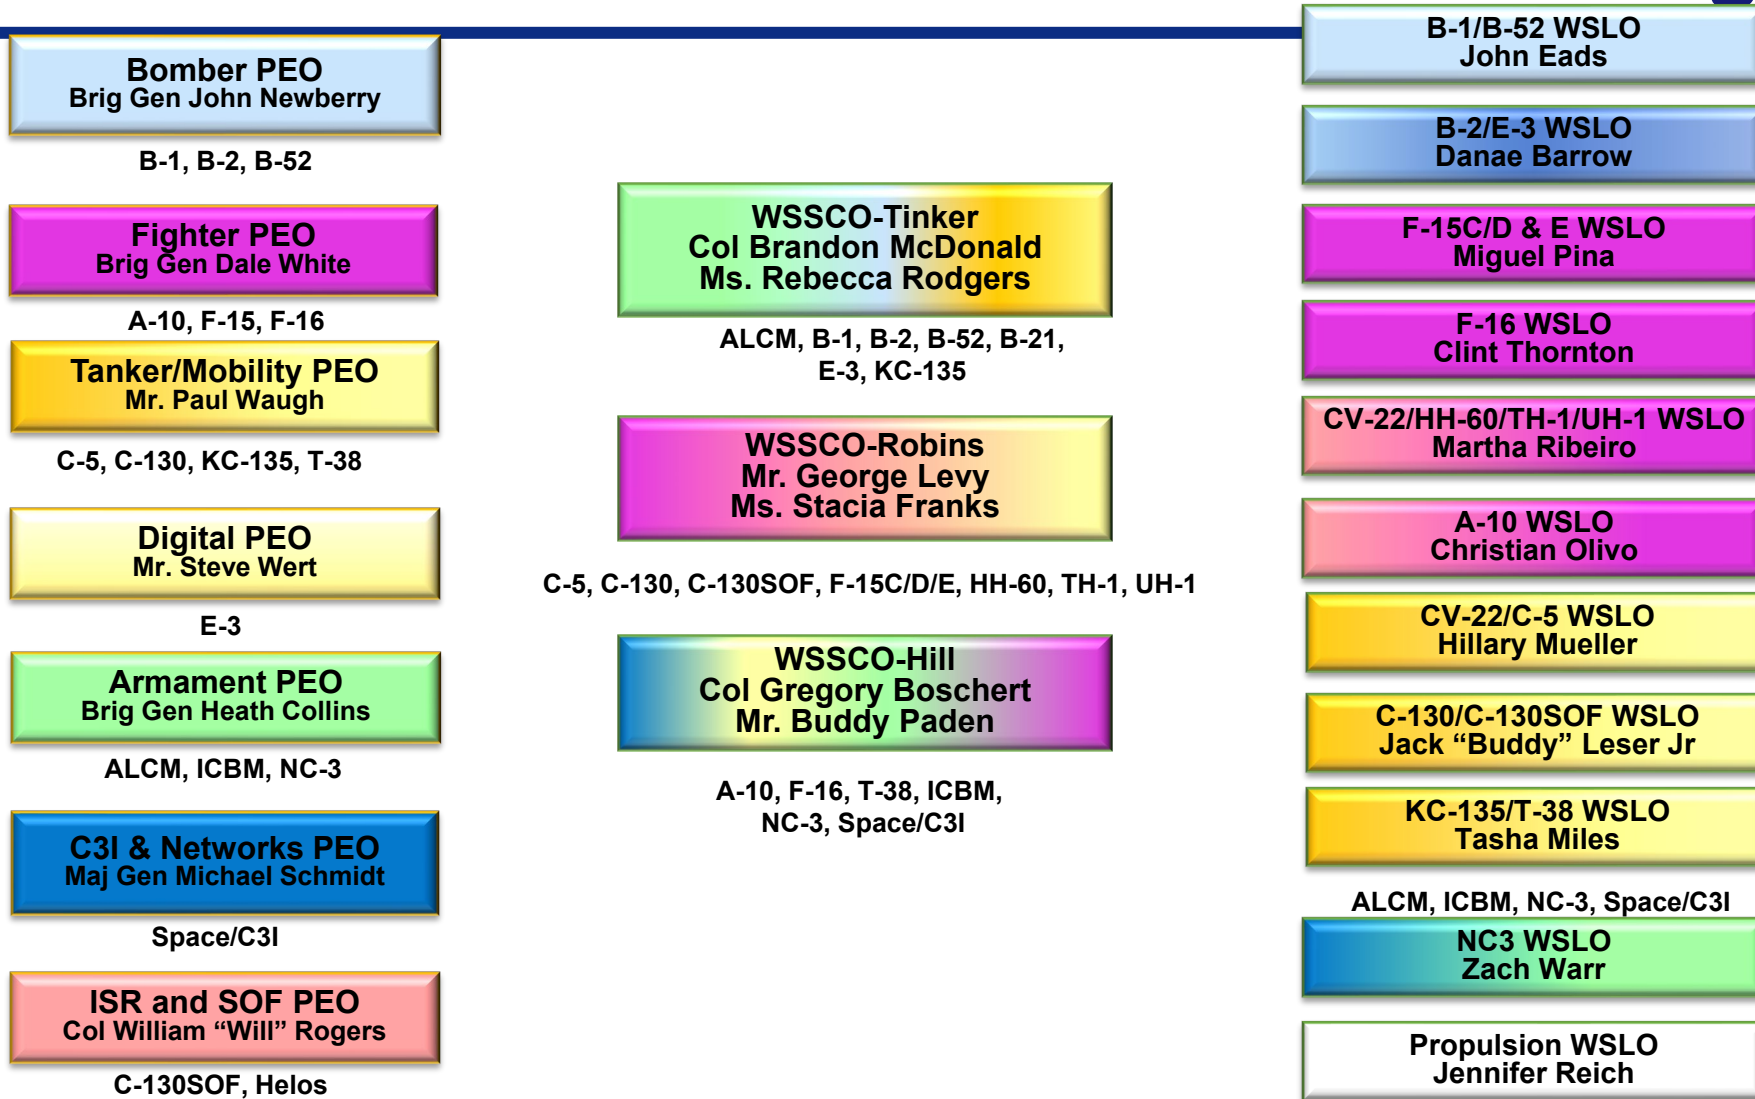 Bomber PEO
Brig Gen John Newberry
B-1, B-2, B-52
Fighter PEO
Brig Gen Dale White
A-10, F-15, F-16
Tanker/Mobility PEO
Mr. Paul Waugh
C-5, C-130, KC-135, T-38
Digital PEO
Mr. Steve Wert
E-3
Armament PEO
Brig Gen Heath Collins
ALCM, ICBM, NC-3
C3I & Networks PEO
Maj Gen Michael Schmidt
Space/C3I
ISR and SOF PEO
Col William “Will” Rogers
C-130SOF, Helos
WSSCO-Tinker
Col Brandon McDonald
Ms. Rebecca Rodgers
ALCM, B-1, B-2, B-52, B-21,
E-3, KC-135
WSSCO-Robins
Mr. George Levy
Ms. Stacia Franks
C-5, C-130, C-130SOF, F-15C/D/E, HH-60, TH-1, UH-1
WSSCO-Hill
Col Gregory Boschert
Mr. Buddy Paden
A-10, F-16, T-38, ICBM,
NC-3, Space/C3I
B-1/B-52 WSLO
John Eads
B-2/E-3 WSLO
Danae Barrow
F-15C/D & E WSLO
Miguel Pina
F-16 WSLO
Clint Thornton
CV-22/HH-60/TH-1/UH-1 WSLO
Martha Ribeiro
A-10 WSLO
Christian Olivo
CV-22/C-5 WSLO
Hillary Mueller
C-130/C-130SOF WSLO
Jack “Buddy” Leser Jr
KC-135/T-38 WSLO
Tasha Miles
ALCM, ICBM, NC-3, Space/C3I
NC3 WSLO
Zach Warr
Propulsion WSLO
Jennifer Reich